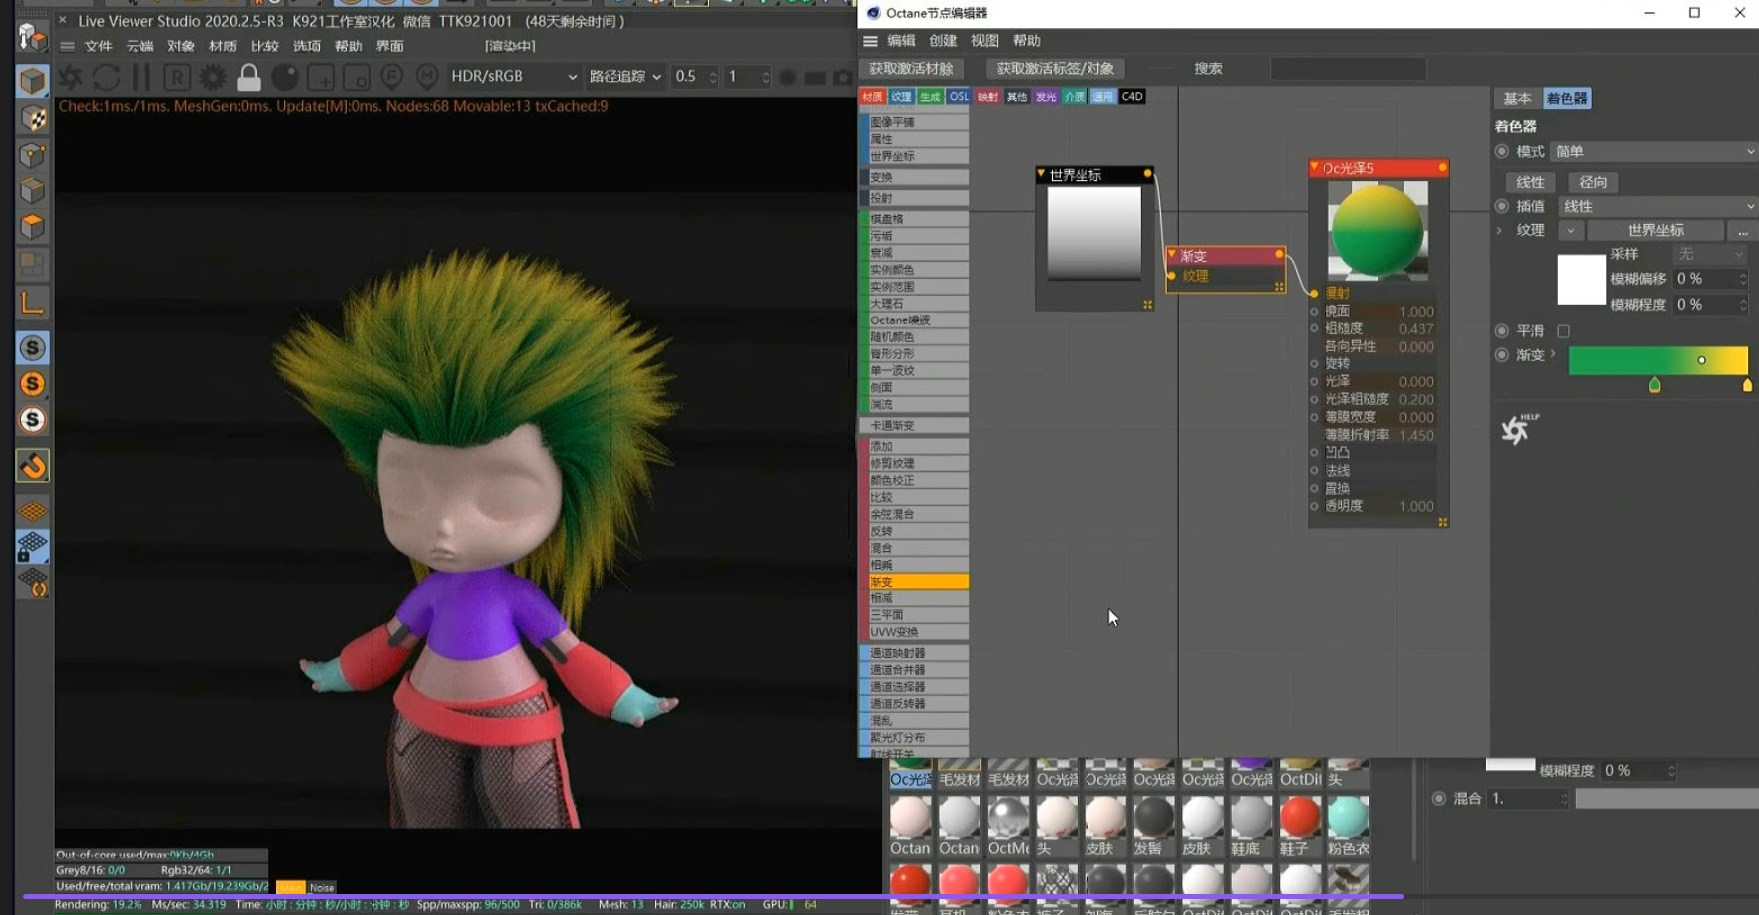 Live Viewer Studio 2020.2.5-R3 K921工作室汉化 微信 TTK921001 (48天剩余时间)
文件 云端 对象 材质 比较 选项 帮助 界面 [渲染中]
HDR/sRGB 路径追踪 0.5 1
Check:1ms./1ms. MeshGen:0ms. Update[M]:0ms. Nodes:68 Movable:13 txCached:9
Out-of-core used/max:0Kb/4Gb
Grey8/16: 0/0 Rgb32/64: 1/1
Used/free/total vram: 1.417Gb/19.239Gb/2
Noise
Rendering: 19.2% Ms/sec: 34.319 Time: 小时 : 分钟 : 秒/小时 : 分钟 : 秒 Spp/maxspp: 96/500 Tri: 0/386k Mesh: 13 Hair: 250k RTX:on GPU: 64
Octane节点编辑器
编辑 创建 视图 帮助
获取激活材除 获取激活标签/对象 搜索
材质 纹理 生成 OSL 映射 其他 发光 介质 通用 C4D
图像平铺
属性
世界坐标
变换
投射
棋盘格
污垢
衰减
实例颜色
实例范围
大理石
Octane噪波
随机颜色
脊形分形
单一波纹
侧面
湍流
卡通渐变
添加
修剪纹理
颜色校正
比较
余弦混合
反转
混合
相乘
渐变
相减
三平面
UVW变换
通道映射器
通道合并器
通道选择器
通道反转器
混乱
聚光灯分布
射线开关
世界坐标
渐变
纹理
Oc光泽5
漫射
镜面 1.000
粗糙度 0.437
各向异性 0.000
旋转
光泽 0.000
光泽粗糙度 0.200
薄膜宽度 0.000
薄膜折射率 1.450
凹凸
法线
置换
透明度 1.000
基本 着色器
着色器
模式 简单
线性 径向
插值 线性
纹理 世界坐标 ...
采样 无
模糊偏移 0 %
模糊程度 0 %
平滑
渐变
HELP
模糊程度 0 %
混合 1.
Oc光泽 毛发材 毛发材 Oc光泽 Oc光泽 Oc光泽 Oc光泽 Oc光泽 OctDif 头
Octan Octan OctMe 头 皮肤 发髻 皮肤 鞋底 鞋子 粉色衣